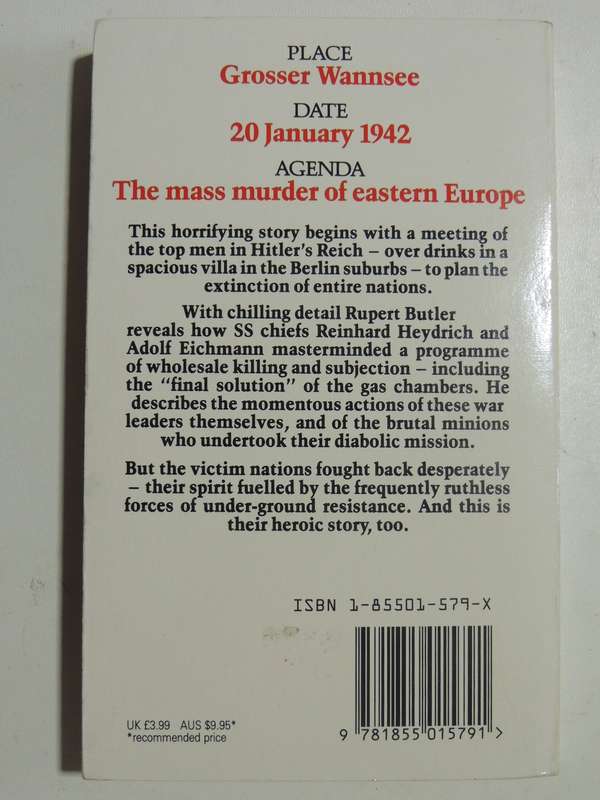 PLACE
Grosser Wannsee
DATE
20 January 1942
AGENDA
The mass murder of eastern Europe
This horrifying story begins with a meeting of
the top men in Hitler's Reich – over drinks in a
spacious villa in the Berlin suburbs – to plan the
extinction of entire nations.
With chilling detail Rupert Butler
reveals how SS chiefs Reinhard Heydrich and
Adolf Eichmann masterminded a programme
of wholesale killing and subjection – including
the "final solution" of the gas chambers. He
describes the momentous actions of these war
leaders themselves, and of the brutal minions
who undertook their diabolic mission.
But the victim nations fought back desperately
– their spirit fuelled by the frequently ruthless
forces of under-ground resistance. And this is
their heroic story, too.
ISBN 1-85501-579-X
UK £3.99 AUS $9.95*
*recommended price
9 781855 015791 >